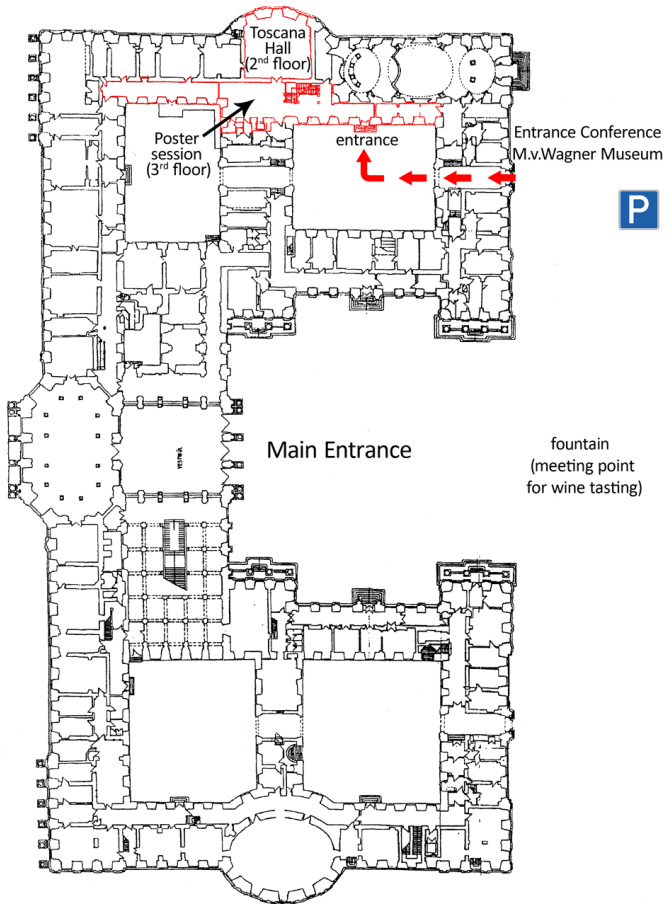 Toscana
Hall
(2nd floor)
Poster
session
(3rd floor)
entrance
Entrance Conference
M.v.Wagner Museum
P
Main Entrance
VESTIBÜL
fountain
(meeting point
for wine tasting)